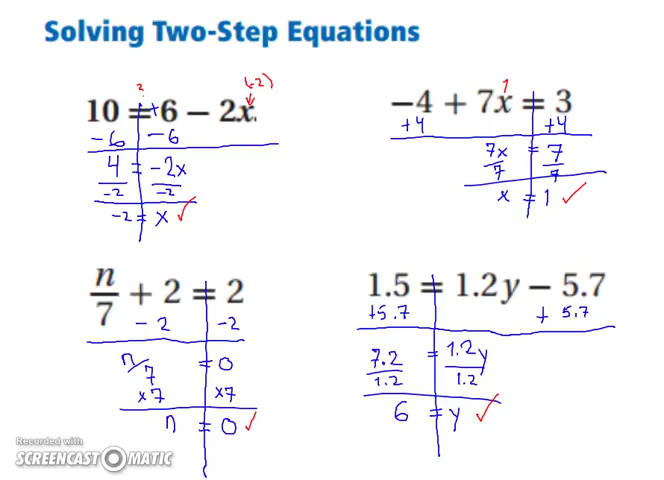 Solving Two-Step Equations
2 (-2)
10 = +6 − 2x
−6 −6
4 = −2x
−2 −2
−2 = x ✓
1
−4 + 7x = 3
+4 +4
7x = 7
7 7
x = 1 ✓
n/7 + 2 = 2
− 2 −2
n/7 = 0
×7 ×7
n = 0 ✓
1.5 = 1.2y − 5.7
+5.7 + 5.7
7.2 = 1.2y
1.2 1.2
6 = y ✓
Recorded with
SCREENCAST-O-MATIC